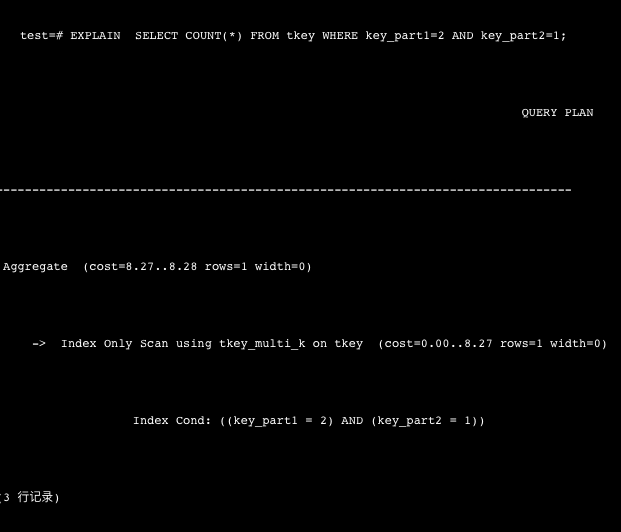 test=# EXPLAIN  SELECT COUNT(*) FROM tkey WHERE key_part1=2 AND key_part2=1;
QUERY PLAN
--------------------------------------------------------------------------------
Aggregate  (cost=8.27..8.28 rows=1 width=0)
->  Index Only Scan using tkey_multi_k on tkey  (cost=0.00..8.27 rows=1 width=0)
Index Cond: ((key_part1 = 2) AND (key_part2 = 1))
(3 行记录)